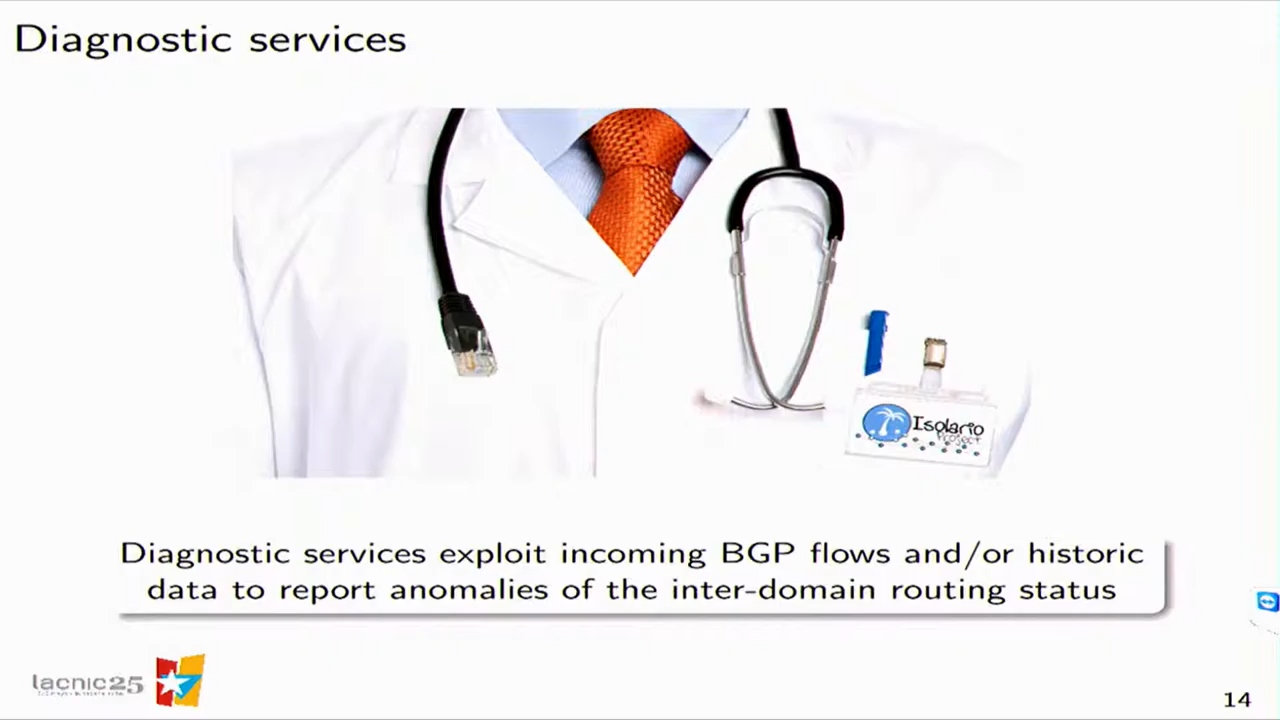 Diagnostic services
Isolario
Project
Diagnostic services exploit incoming BGP flows and/or historic
data to report anomalies of the inter-domain routing status
lacnic25
14